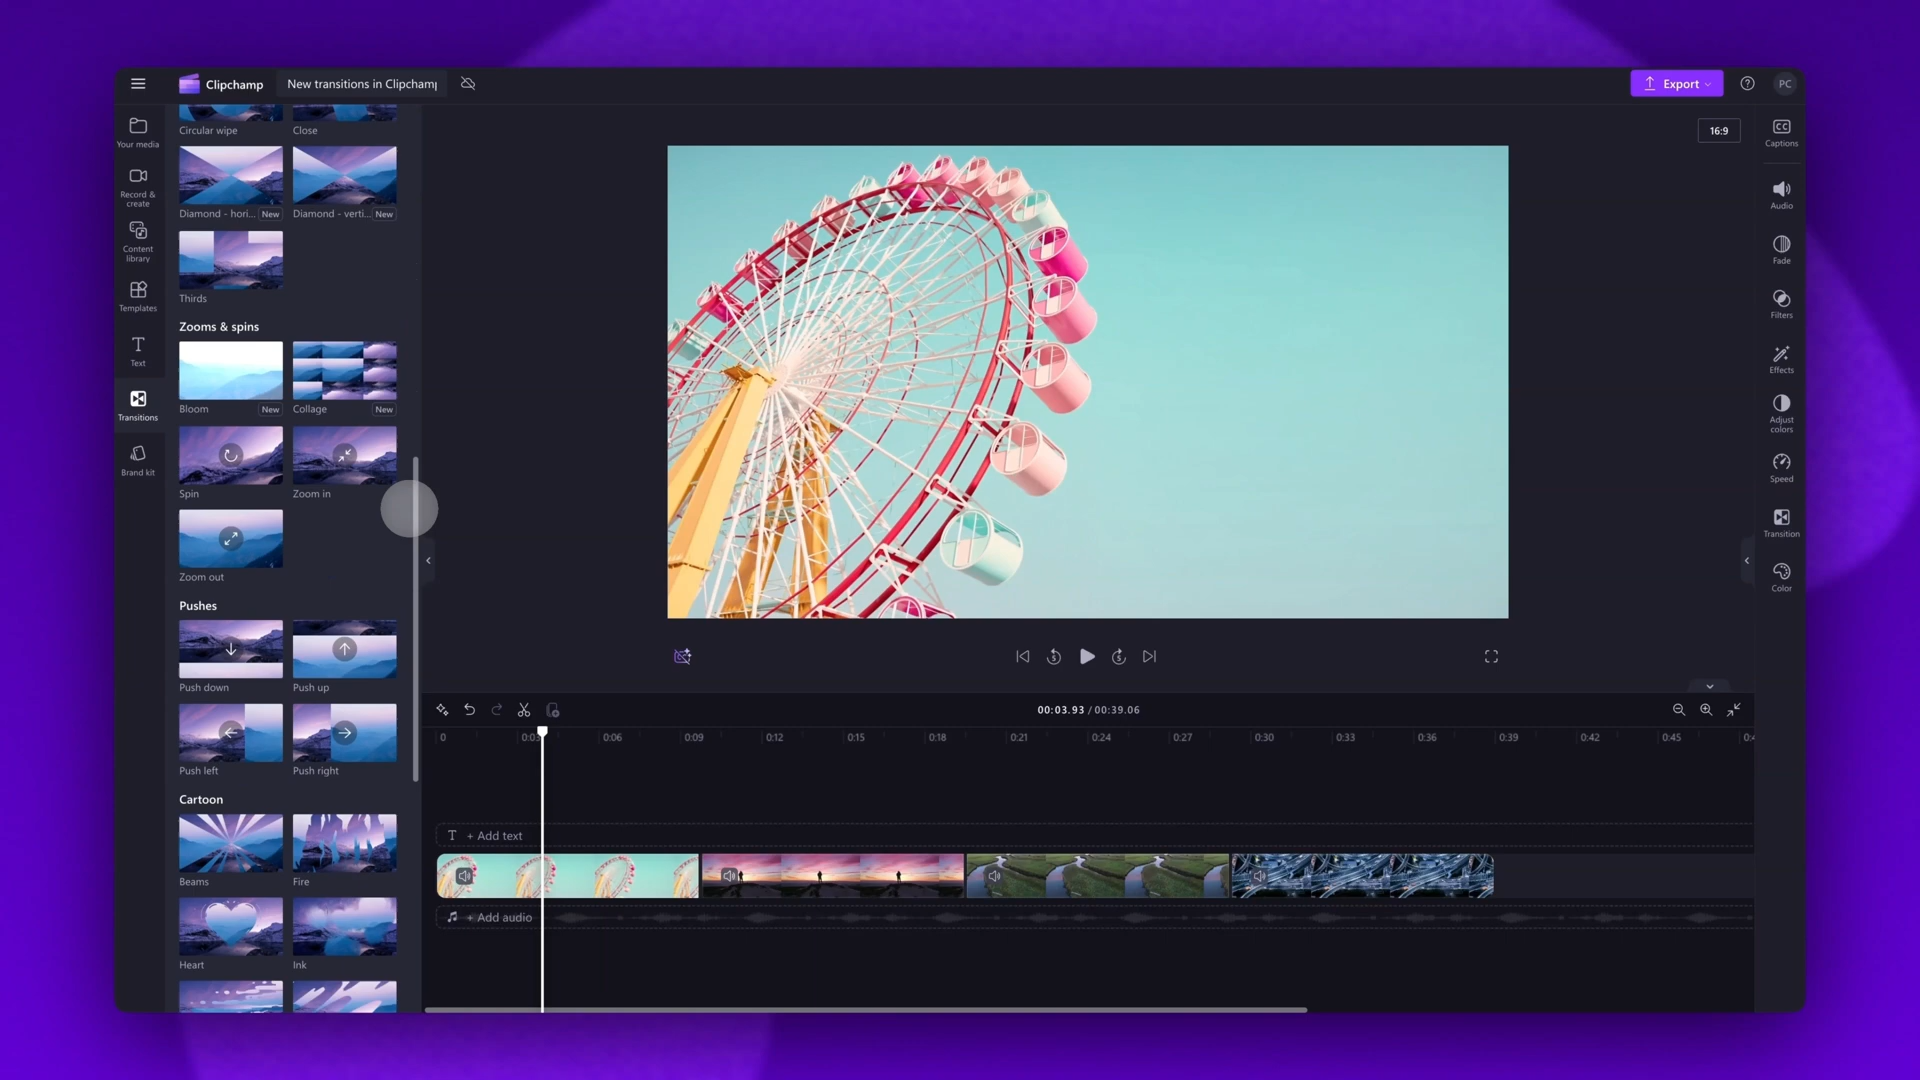 Clipchamp
New transitions in Clipcham
Export
PC
Your media
Record &
create
Content
library
Templates
Text
Transitions
Brand kit
Circular wipe
Close
Diamond - hori...
New
Diamond - verti...
New
Thirds
Zooms & spins
Bloom
New
Collage
New
Spin
Zoom in
Zoom out
Pushes
Push down
Push up
Push left
Push right
Cartoon
Beams
Fire
Heart
Ink
16:9
CC
Captions
Audio
Fade
Filters
Effects
Adjust
colors
Speed
Transition
Color
5
5
00:03.93 / 00:39.06
0
0:03
0:06
0:09
0:12
0:15
0:18
0:21
0:24
0:27
0:30
0:33
0:36
0:39
0:42
0:45
T + Add text
+ Add audio